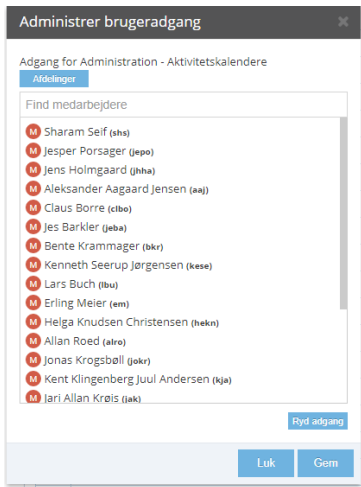 Administrer brugeradgang ×
Adgang for Administration - Aktivitetskalendere
Afdelinger
Find medarbejdere
M Sharam Seif (shs)
M Jesper Porsager (jepo)
M Jens Holmgaard (jhha)
M Aleksander Aagaard Jensen (aaj)
M Claus Borre (clbo)
M Jes Barkler (jeba)
M Bente Krammager (bkr)
M Kenneth Seerup Jørgensen (kese)
M Lars Buch (lbu)
M Erling Meier (em)
M Helga Knudsen Christensen (hekn)
M Allan Roed (alro)
M Jonas Krogsbøll (jokr)
M Kent Klingenberg Juul Andersen (kja)
M Jari Allan Krøis (jak)
Ryd adgang
Luk Gem